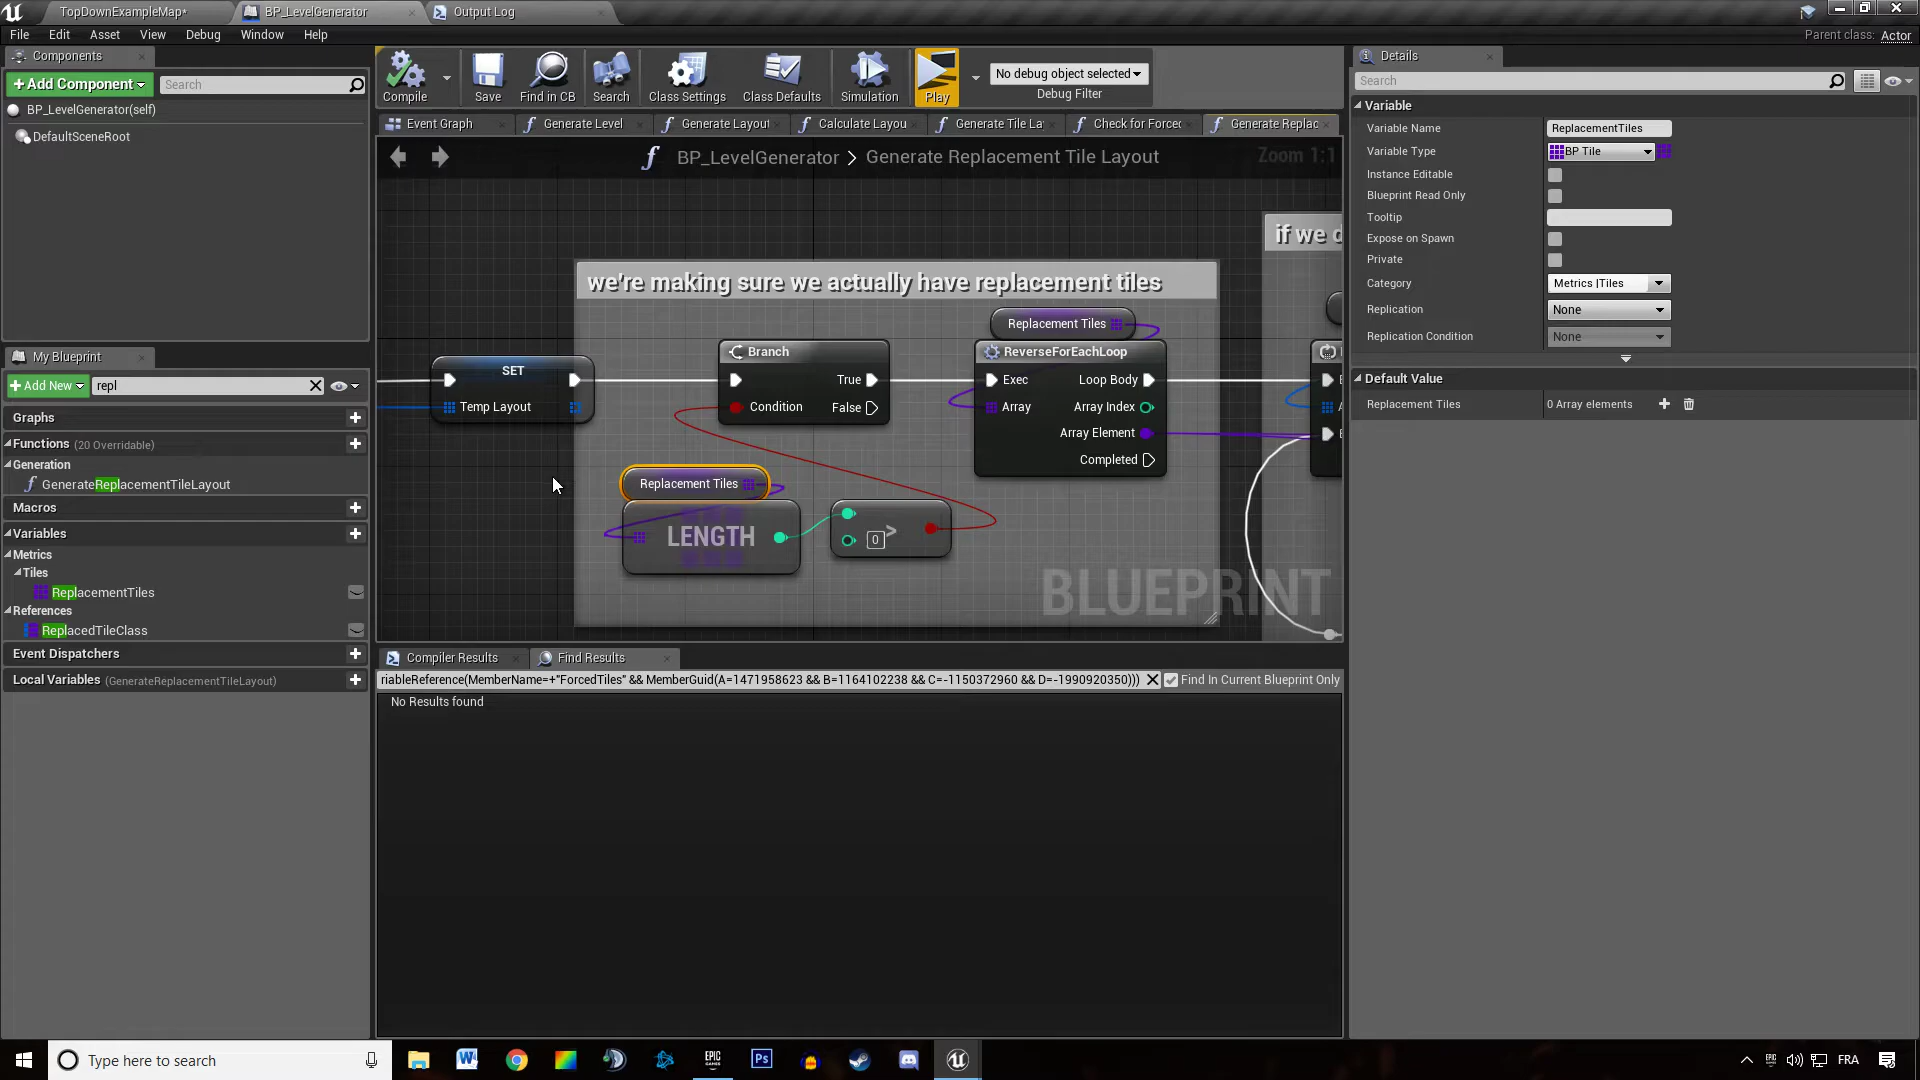 TopDownExampleMap*
BP_LevelGenerator
Output Log
File Edit Asset View Debug Window Help
Parent class: Actor
Components
+ Add Component
Search
BP_LevelGenerator(self)
DefaultSceneRoot
Compile
Save
Find in CB
Search
Class Settings
Class Defaults
Simulation
Play
No debug object selected
Debug Filter
Event Graph
Generate Level
Generate Layout
Calculate Layou
Generate Tile La
Check for Forced
Generate Replac
BP_LevelGenerator > Generate Replacement Tile Layout
Zoom 1:1
if we d
we're making sure we actually have replacement tiles
Replacement Tiles
SET
Temp Layout
Branch
True
Condition
False
ReverseForEachLoop
Exec
Loop Body
Array
Array Index
Array Element
Completed
Replacement Tiles
LENGTH
0
>
BLUEPRINT
My Blueprint
+ Add New
repl
Graphs
Functions (20 Overridable)
Generation
GenerateReplacementTileLayout
Macros
Variables
Metrics
Tiles
ReplacementTiles
References
ReplacedTileClass
Event Dispatchers
Local Variables (GenerateReplacementTileLayout)
Compiler Results
Find Results
riableReference(MemberName=+"ForcedTiles" && MemberGuid(A=1471958623 && B=1164102238 && C=-1150372960 && D=-1990920350)))
Find In Current Blueprint Only
No Results found
Details
Search
Variable
Variable Name ReplacementTiles
Variable Type BP Tile
Instance Editable
Blueprint Read Only
Tooltip
Expose on Spawn
Private
Category Metrics |Tiles
Replication None
Replication Condition None
Default Value
Replacement Tiles 0 Array elements
Type here to search
EPIC GAMES
Ps
FRA